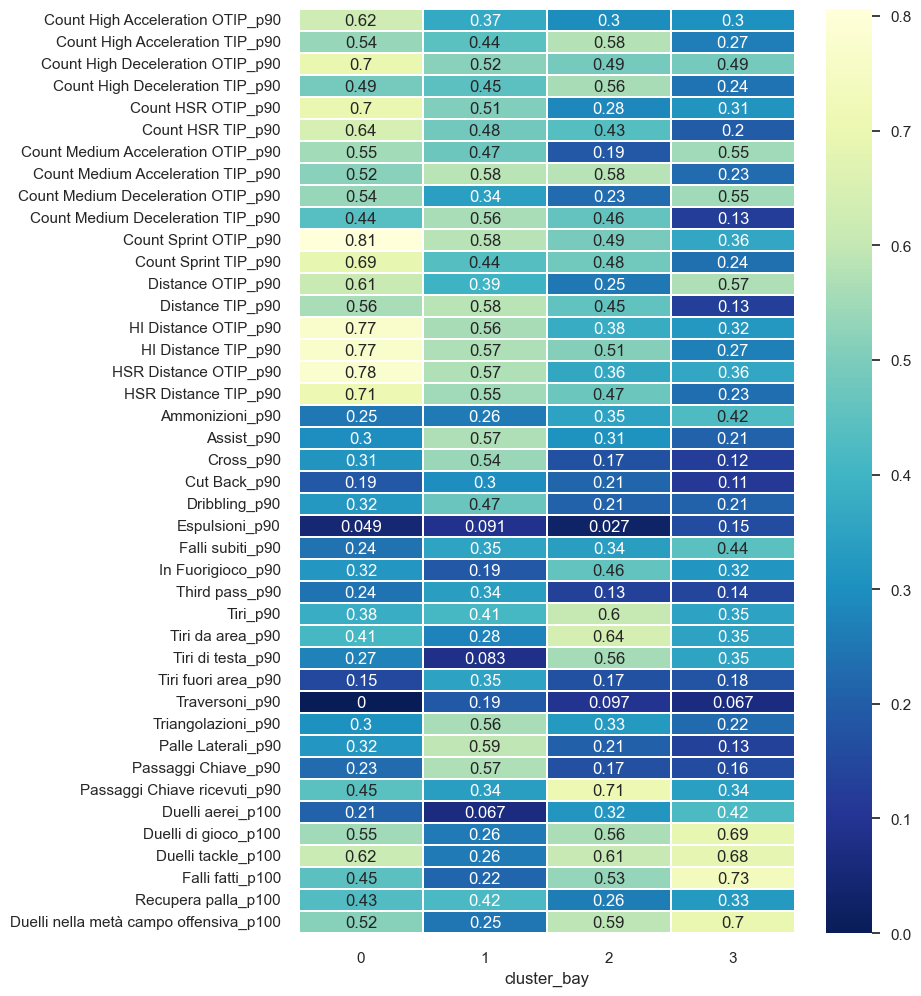 Count High Acceleration OTIP_p90 0.62 0.37 0.3 0.3
Count High Acceleration TIP_p90 0.54 0.44 0.58 0.27
Count High Deceleration OTIP_p90 0.7 0.52 0.49 0.49
Count High Deceleration TIP_p90 0.49 0.45 0.56 0.24
Count HSR OTIP_p90 0.7 0.51 0.28 0.31
Count HSR TIP_p90 0.64 0.48 0.43 0.2
Count Medium Acceleration OTIP_p90 0.55 0.47 0.19 0.55
Count Medium Acceleration TIP_p90 0.52 0.58 0.58 0.23
Count Medium Deceleration OTIP_p90 0.54 0.34 0.23 0.55
Count Medium Deceleration TIP_p90 0.44 0.56 0.46 0.13
Count Sprint OTIP_p90 0.81 0.58 0.49 0.36
Count Sprint TIP_p90 0.69 0.44 0.48 0.24
Distance OTIP_p90 0.61 0.39 0.25 0.57
Distance TIP_p90 0.56 0.58 0.45 0.13
HI Distance OTIP_p90 0.77 0.56 0.38 0.32
HI Distance TIP_p90 0.77 0.57 0.51 0.27
HSR Distance OTIP_p90 0.78 0.57 0.36 0.36
HSR Distance TIP_p90 0.71 0.55 0.47 0.23
Ammonizioni_p90 0.25 0.26 0.35 0.42
Assist_p90 0.3 0.57 0.31 0.21
Cross_p90 0.31 0.54 0.17 0.12
Cut Back_p90 0.19 0.3 0.21 0.11
Dribbling_p90 0.32 0.47 0.21 0.21
Espulsioni_p90 0.049 0.091 0.027 0.15
Falli subiti_p90 0.24 0.35 0.34 0.44
In Fuorigioco_p90 0.32 0.19 0.46 0.32
Third pass_p90 0.24 0.34 0.13 0.14
Tiri_p90 0.38 0.41 0.6 0.35
Tiri da area_p90 0.41 0.28 0.64 0.35
Tiri di testa_p90 0.27 0.083 0.56 0.35
Tiri fuori area_p90 0.15 0.35 0.17 0.18
Traversoni_p90 0 0.19 0.097 0.067
Triangolazioni_p90 0.3 0.56 0.33 0.22
Palle Laterali_p90 0.32 0.59 0.21 0.13
Passaggi Chiave_p90 0.23 0.57 0.17 0.16
Passaggi Chiave ricevuti_p90 0.45 0.34 0.71 0.34
Duelli aerei_p100 0.21 0.067 0.32 0.42
Duelli di gioco_p100 0.55 0.26 0.56 0.69
Duelli tackle_p100 0.62 0.26 0.61 0.68
Falli fatti_p100 0.45 0.22 0.53 0.73
Recupera palla_p100 0.43 0.42 0.26 0.33
Duelli nella metà campo offensiva_p100 0.52 0.25 0.59 0.7
0 1 2 3
cluster_bay
0.8
0.7
0.6
0.5
0.4
0.3
0.2
0.1
0.0